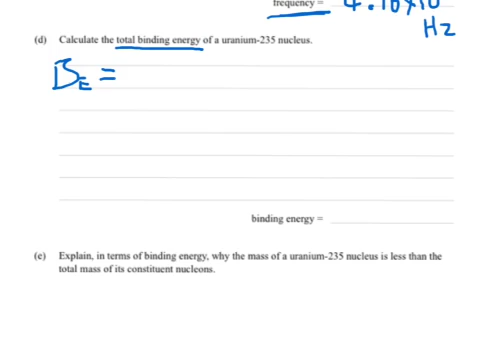 frequency = 4.16×10
Hz
(d) Calculate the total binding energy of a uranium-235 nucleus.
BE =
binding energy =
(e) Explain, in terms of binding energy, why the mass of a uranium-235 nucleus is less than the
total mass of its constituent nucleons.